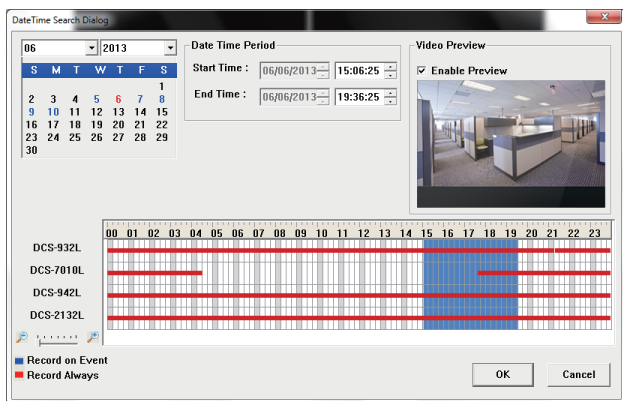 DateTime Search Dialog
06 2013
S M T W T F S
1
2 3 4 5 6 7 8
9 10 11 12 13 14 15
16 17 18 19 20 21 22
23 24 25 26 27 28 29
30
Date Time Period
Start Time : 06/06/2013 15:06:25
End Time : 06/06/2013 19:36:25
Video Preview
Enable Preview
00 01 02 03 04 05 06 07 08 09 10 11 12 13 14 15 16 17 18 19 20 21 22 23
DCS-932L
DCS-7010L
DCS-942L
DCS-2132L
Record on Event
Record Always
OK Cancel